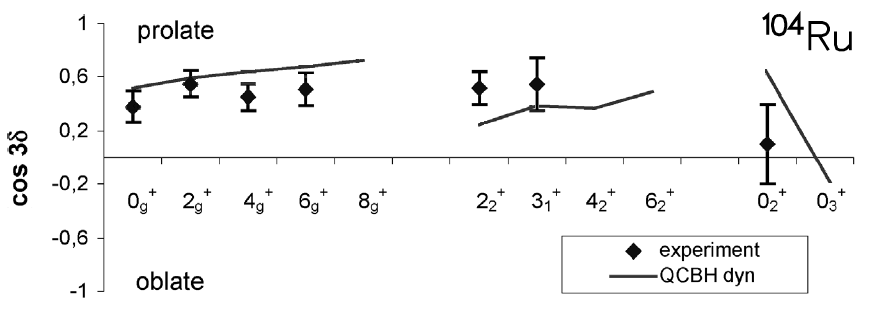 1
prolate
¹⁰⁴Ru
0,6
0,2
-0,2
-0,6
-1
cos 3δ
0g⁺ 2g⁺ 4g⁺ 6g⁺ 8g⁺ 2₂⁺ 3₁⁺ 4₂⁺ 6₂⁺ 0₂⁺ 0₃⁺
oblate
experiment
QCBH dyn